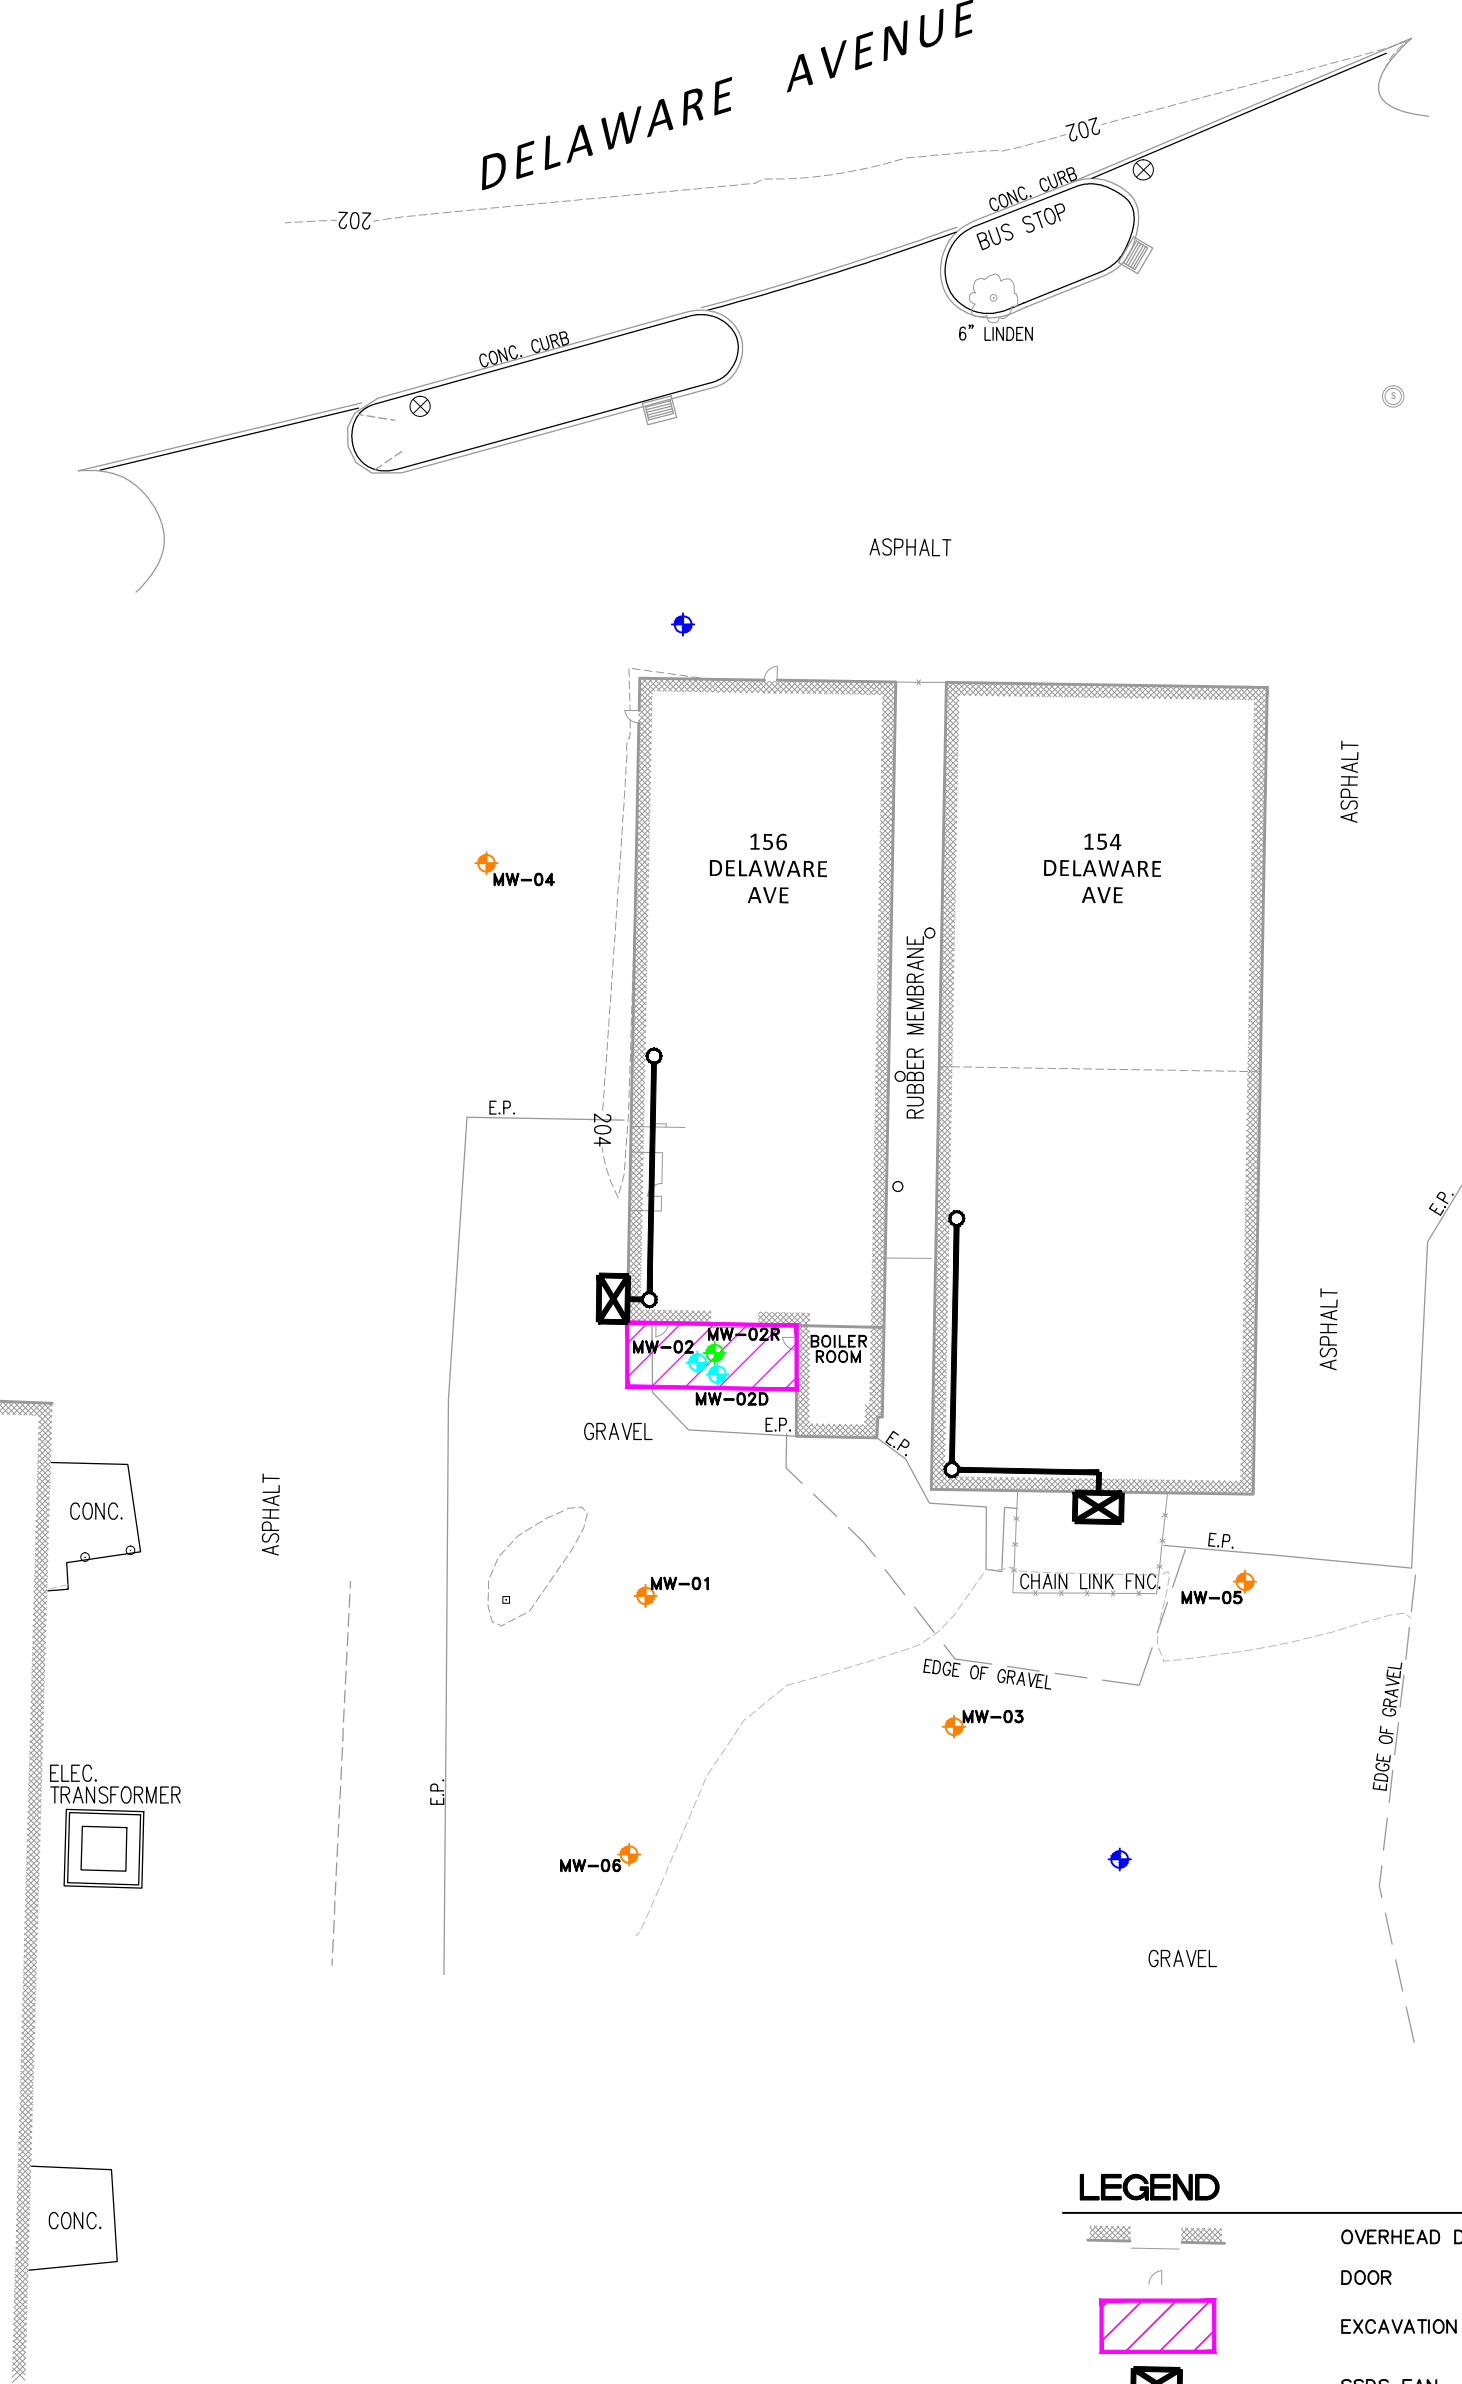 DELAWARE AVENUE
202
202
CONC. CURB
BUS STOP
6" LINDEN
CONC. CURB
S
ASPHALT
ASPHALT
156
DELAWARE
AVE
154
DELAWARE
AVE
MW-04
RUBBER MEMBRANE
E.P.
204
E.P.
ASPHALT
MW-02R
MW-02
BOILER
ROOM
MW-02D
E.P.
GRAVEL
E.P.
CONC.
ASPHALT
E.P.
CHAIN LINK FNC.
MW-01
MW-05
EDGE OF GRAVEL
MW-03
EDGE OF GRAVEL
ELEC.
TRANSFORMER
E.P.
MW-06
GRAVEL
CONC.
LEGEND
OVERHEAD D
DOOR
EXCAVATION
SSDS FAN